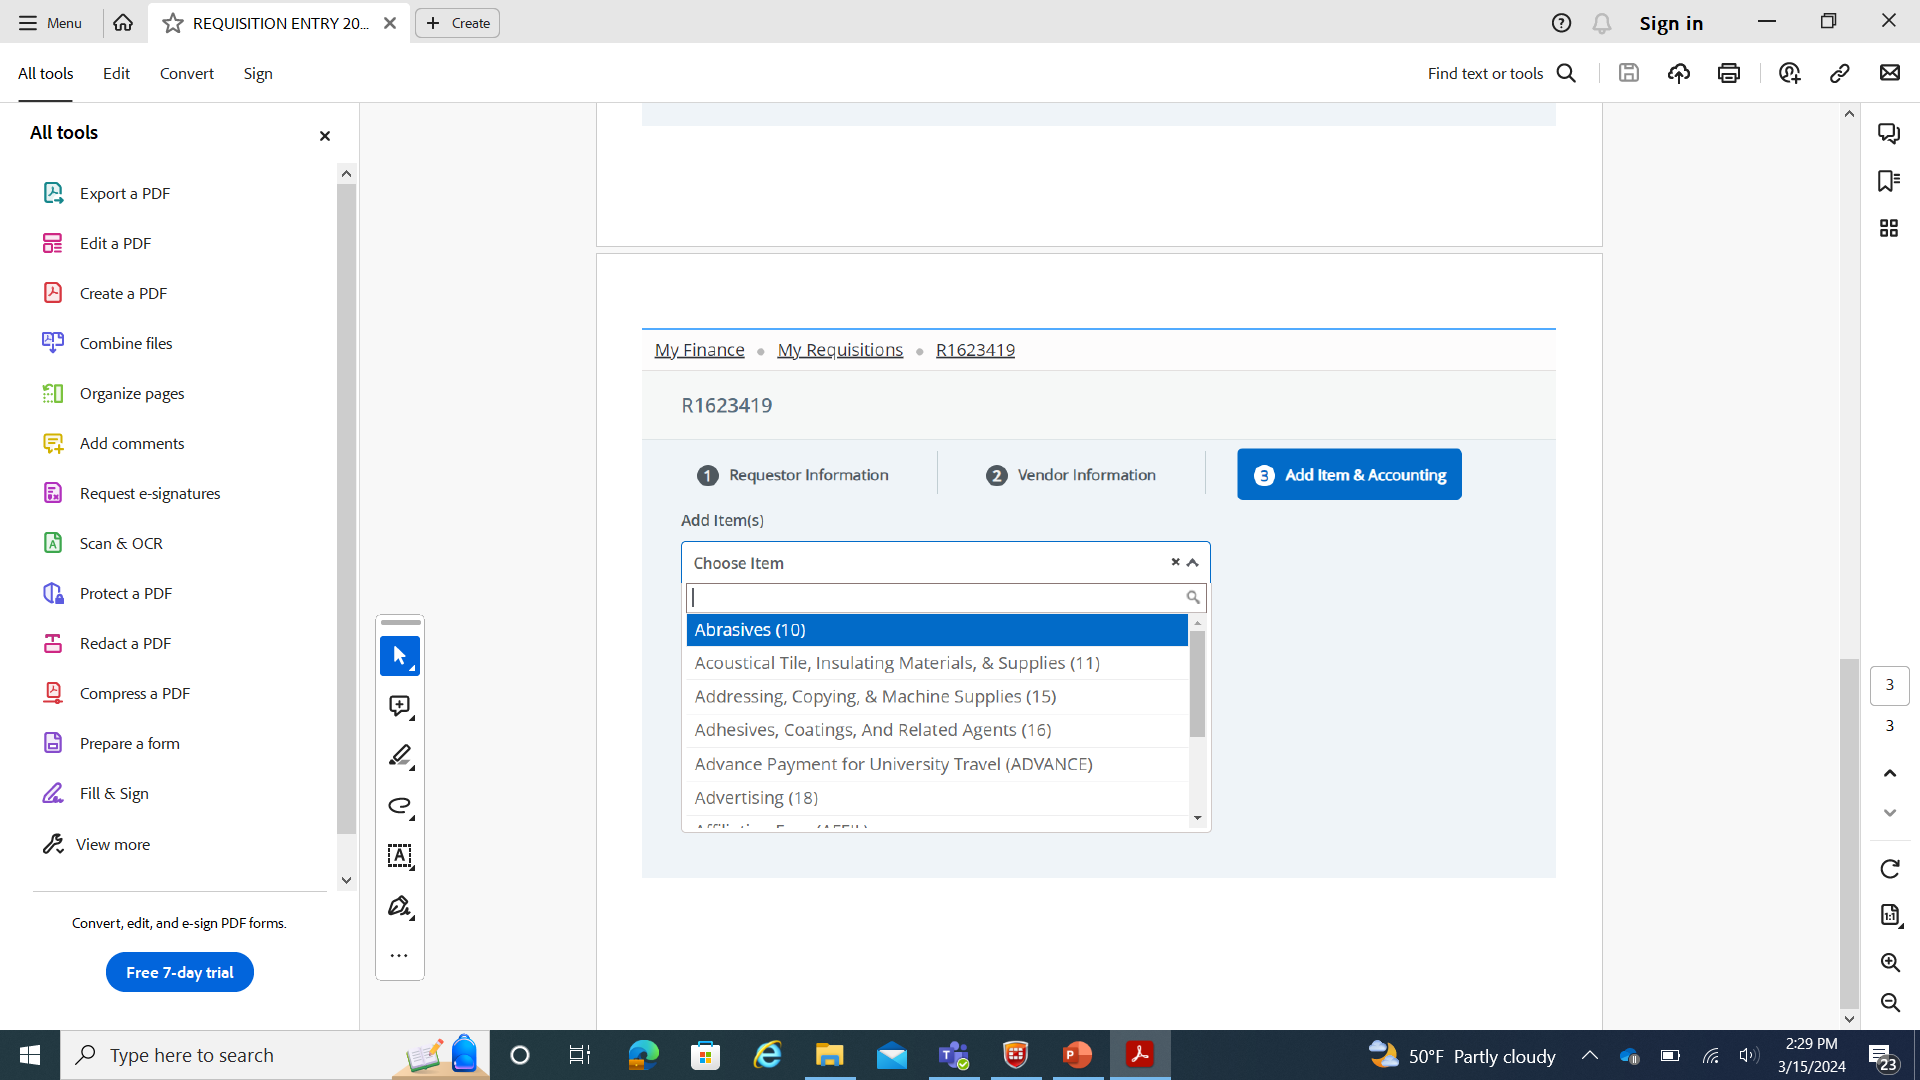 Menu
REQUISITION ENTRY 20...
Create
Sign in
All tools
Edit
Convert
Sign
Find text or tools
All tools
Export a PDF
Edit a PDF
Create a PDF
Combine files
Organize pages
Add comments
Request e-signatures
Scan & OCR
Protect a PDF
Redact a PDF
Compress a PDF
Prepare a form
Fill & Sign
View more
Convert, edit, and e-sign PDF forms.
Free 7-day trial
My Finance • My Requisitions • R1623419
R1623419
1 Requestor Information
2 Vendor Information
3 Add Item & Accounting
Add Item(s)
Choose Item
Abrasives (10)
Acoustical Tile, Insulating Materials, & Supplies (11)
Addressing, Copying, & Machine Supplies (15)
Adhesives, Coatings, And Related Agents (16)
Advance Payment for University Travel (ADVANCE)
Advertising (18)
3
3
Type here to search
50°F Partly cloudy
2:29 PM
3/15/2024
23